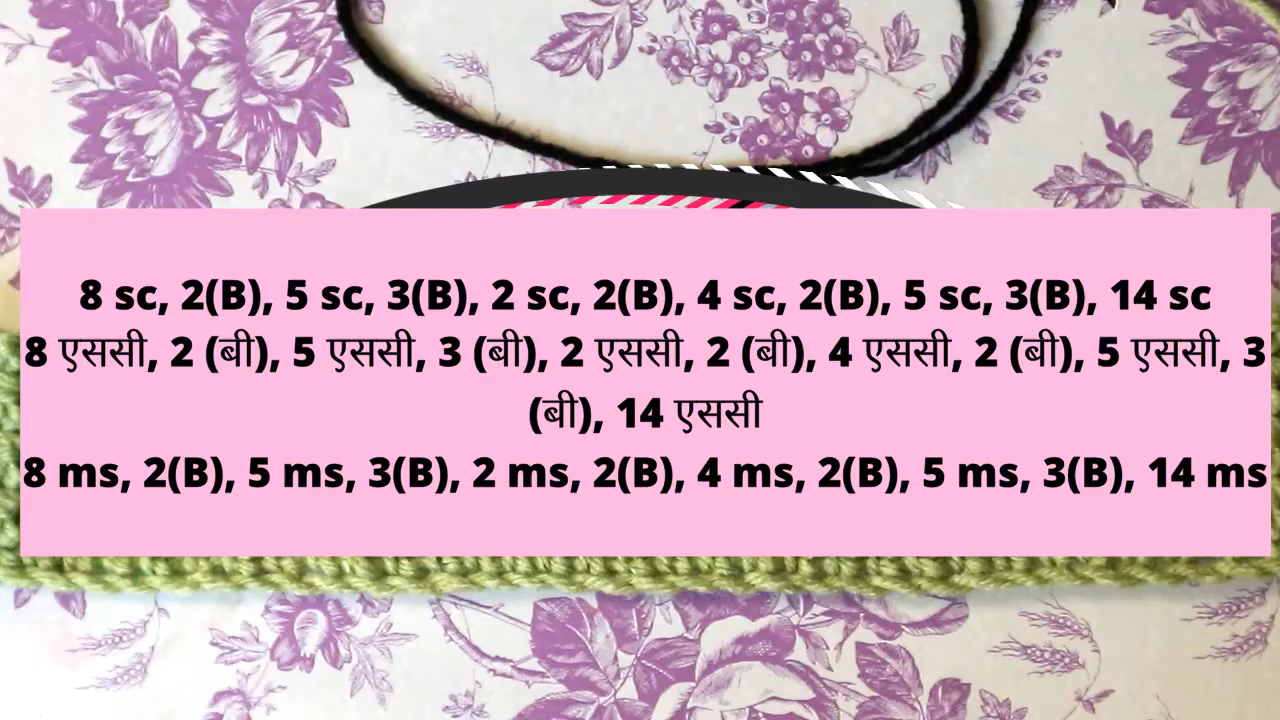 8 sc, 2(B), 5 sc, 3(B), 2 sc, 2(B), 4 sc, 2(B), 5 sc, 3(B), 14 sc
8 एससी, 2 (बी), 5 एससी, 3 (बी), 2 एससी, 2 (बी), 4 एससी, 2 (बी), 5 एससी, 3
(बी), 14 एससी
8 ms, 2(B), 5 ms, 3(B), 2 ms, 2(B), 4 ms, 2(B), 5 ms, 3(B), 14 ms